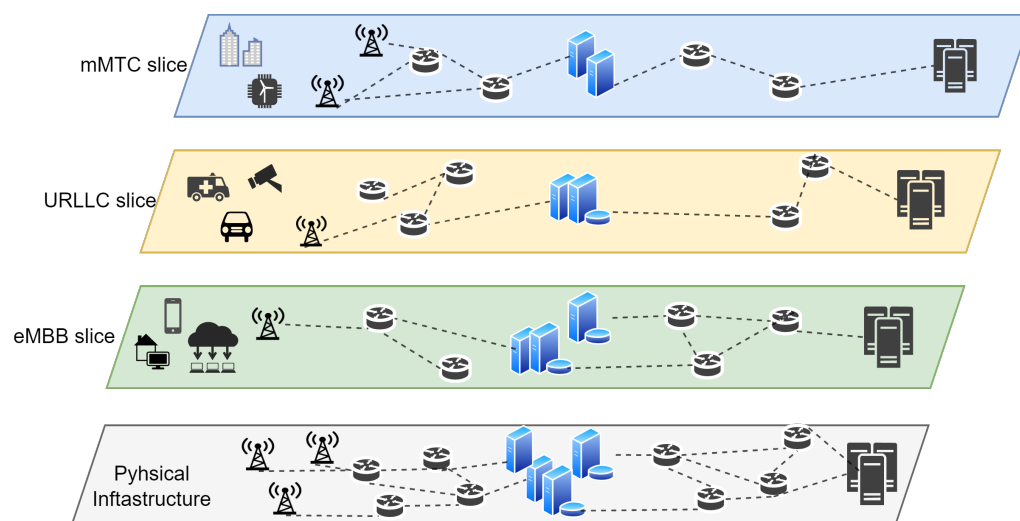 mMTC slice
URLLC slice
eMBB slice
Pyhsical
Inftastructure